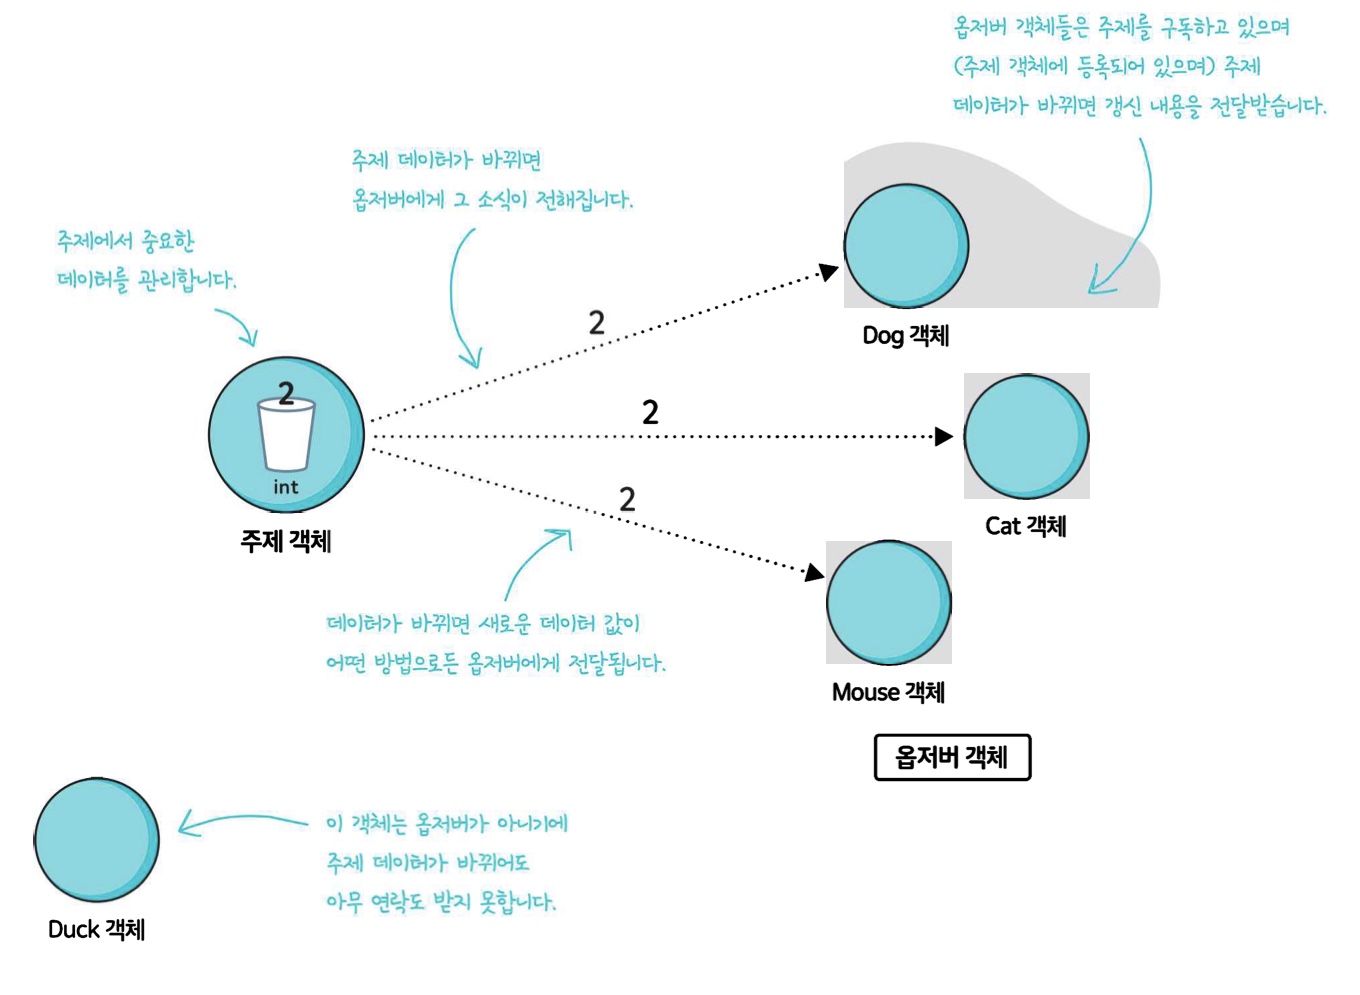 옵저버 객체들은 주제를 구독하고 있으며
(주제 객체에 등록되어 있으며) 주제
데이터가 바뀌면 갱신 내용을 전달받습니다.
주제 데이터가 바뀌면
옵저버에게 그 소식이 전해집니다.
주제에서 중요한
데이터를 관리합니다.
2
Dog 객체
2
int
주제 객체
2
Cat 객체
2
데이터가 바뀌면 새로운 데이터 값이
어떤 방법으로든 옵저버에게 전달됩니다.
Mouse 객체
옵저버 객체
이 객체는 옵저버가 아니기에
주제 데이터가 바뀌어도
아무 연락도 받지 못합니다.
Duck 객체